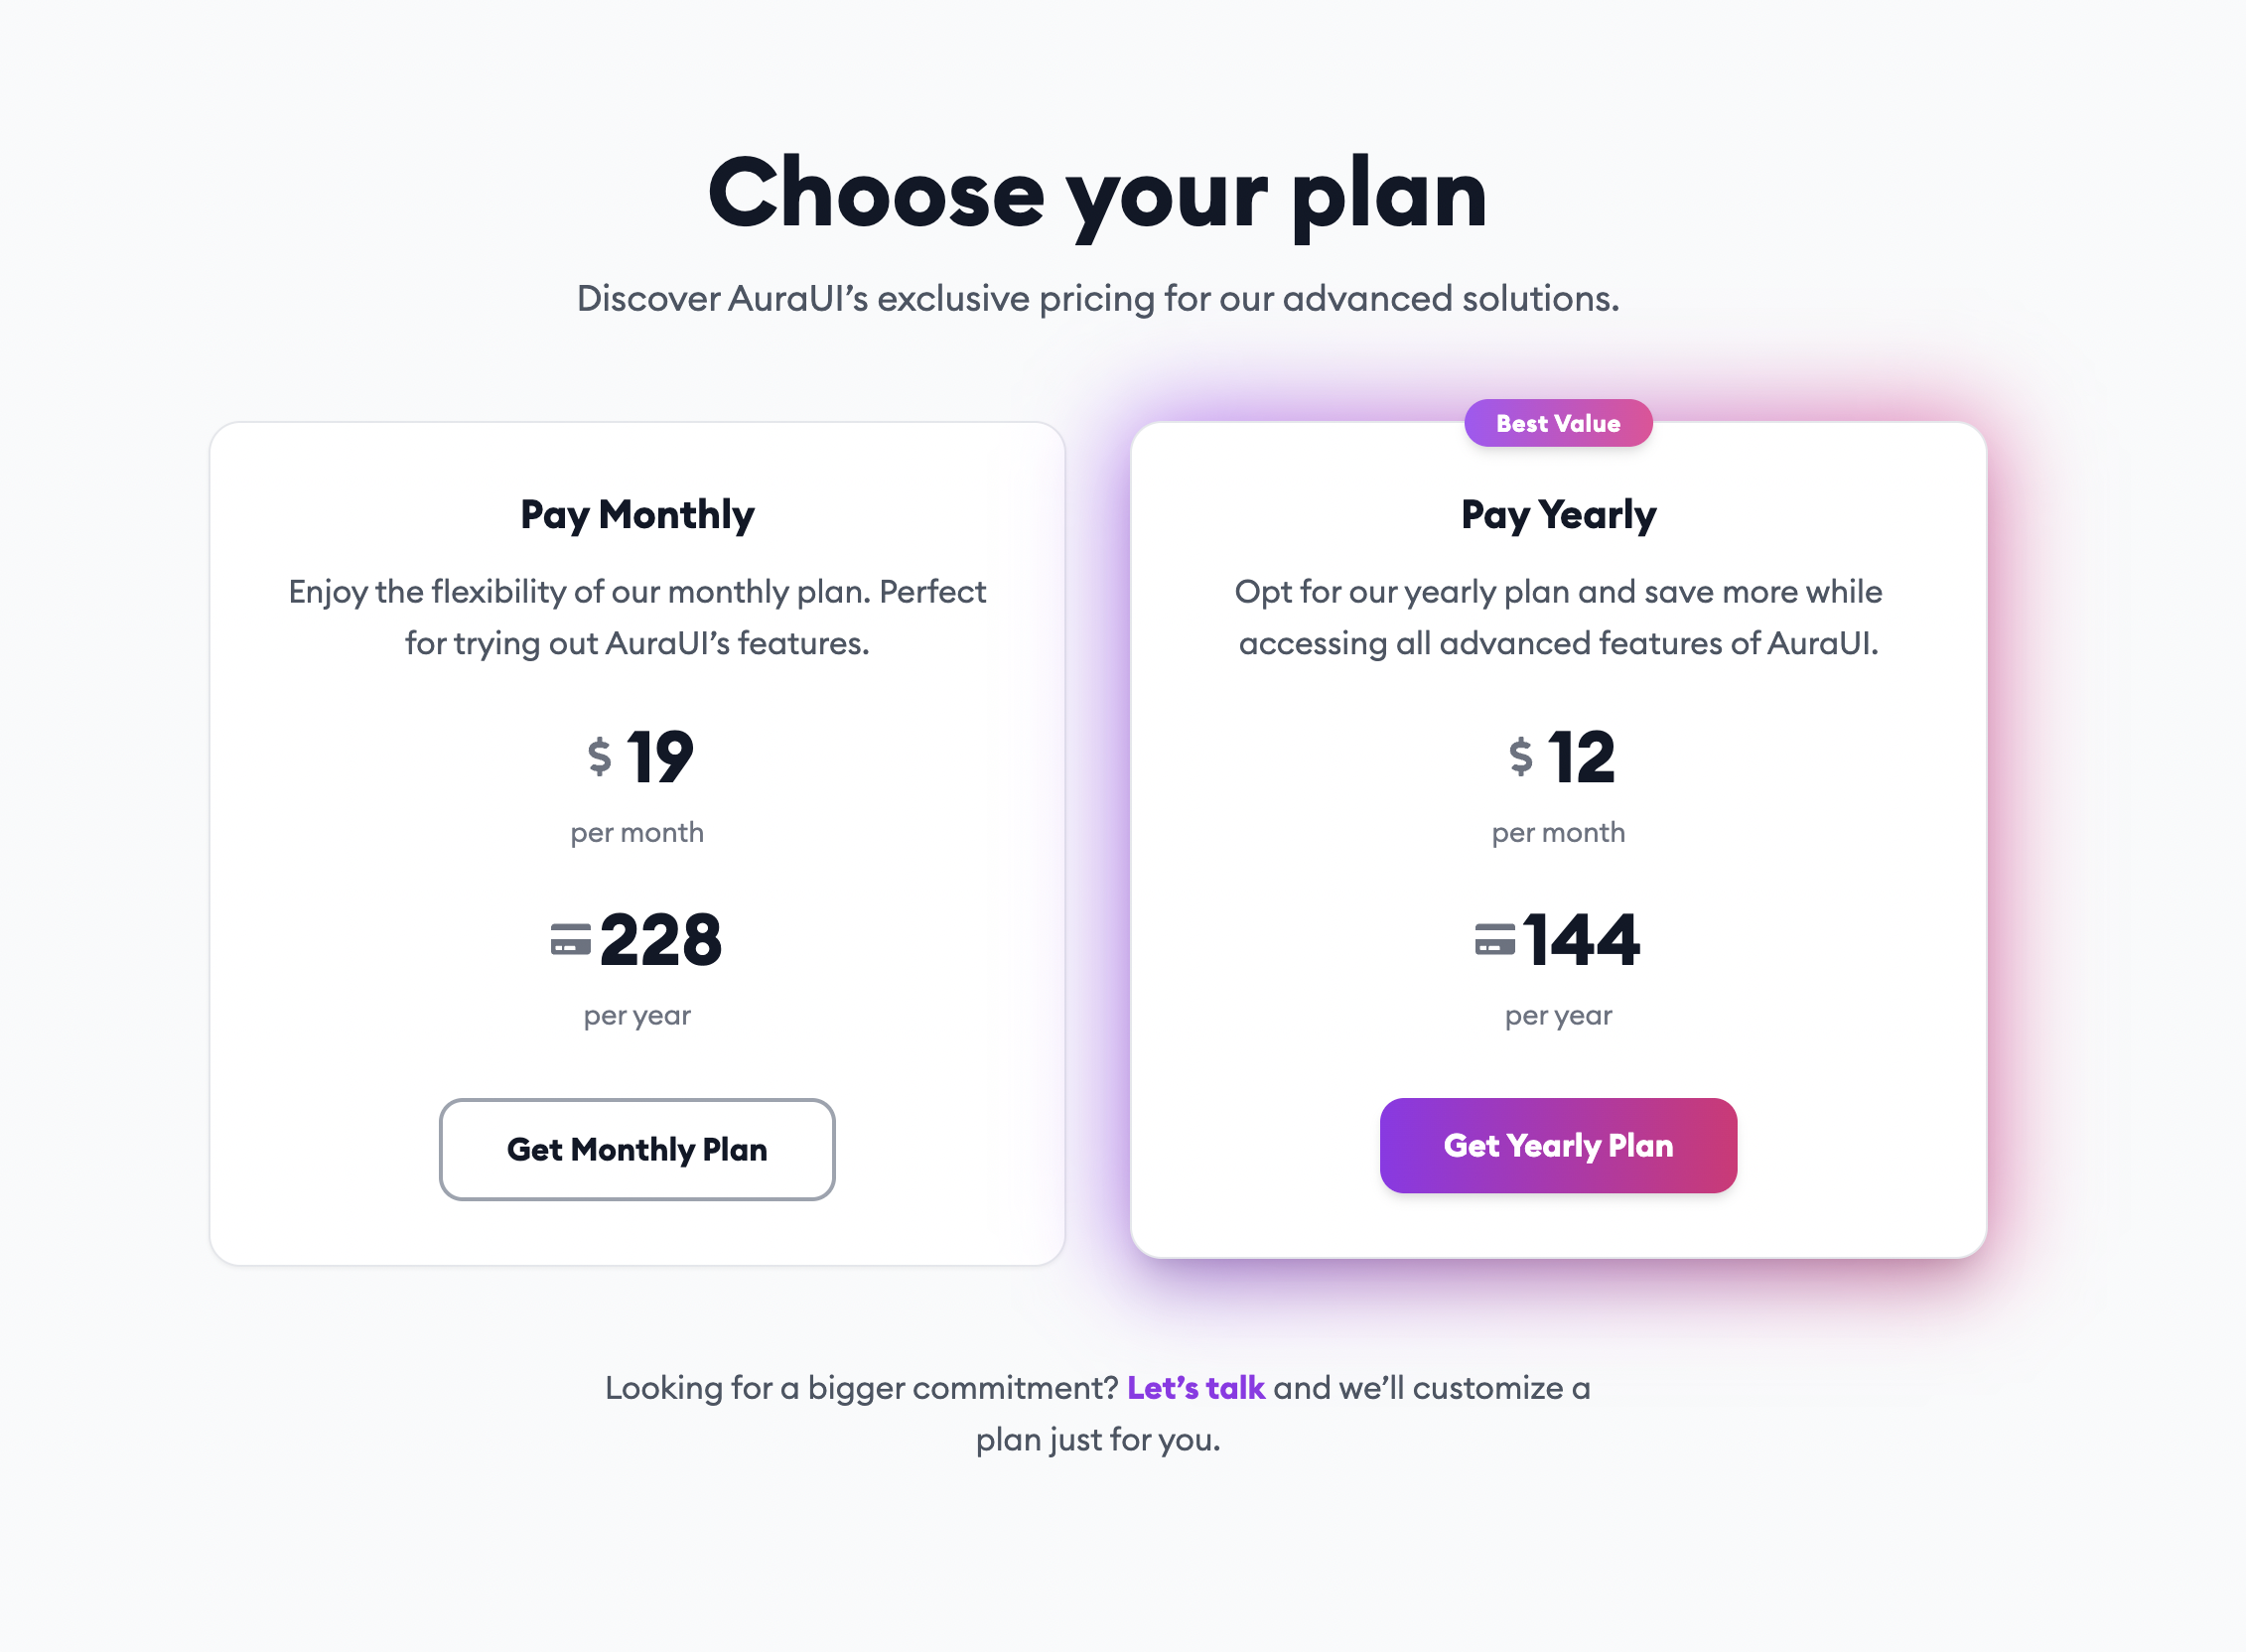 Choose your plan
Discover AuraUI’s exclusive pricing for our advanced solutions.
Pay Monthly
Enjoy the flexibility of our monthly plan. Perfect
for trying out AuraUI’s features.
$ 19
per month
228
per year
Get Monthly Plan
Best Value
Pay Yearly
Opt for our yearly plan and save more while
accessing all advanced features of AuraUI.
$ 12
per month
144
per year
Get Yearly Plan
Looking for a bigger commitment? Let’s talk and we’ll customize a
plan just for you.